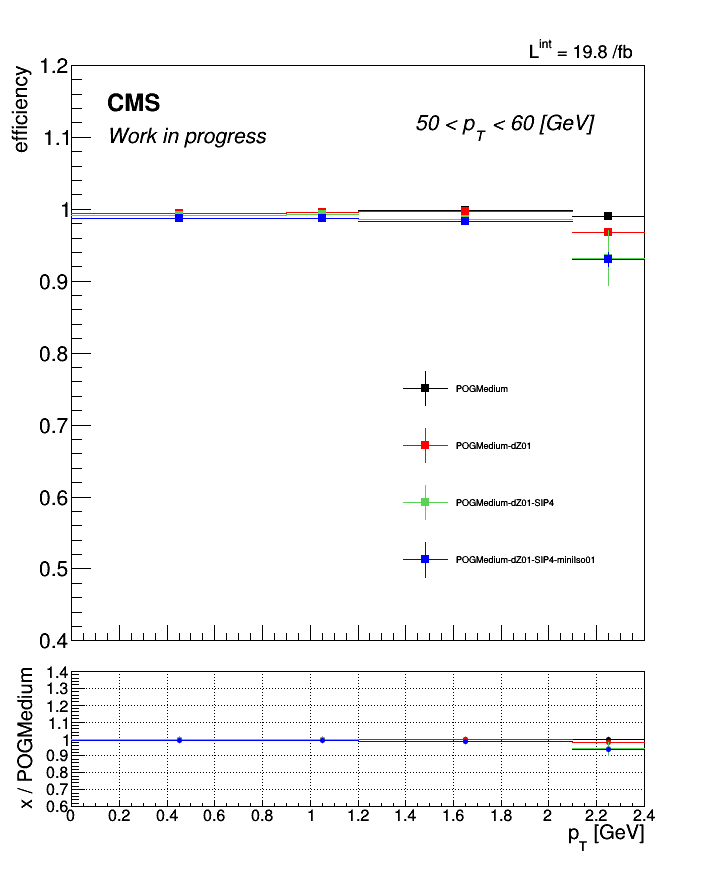 L^int = 19.8 /fb
efficiency
1.2
1.1
1
0.9
0.8
0.7
0.6
0.5
0.4
CMS
Work in progress
50 < p_T < 60 [GeV]
POGMedium
POGMedium-dZ01
POGMedium-dZ01-SIP4
POGMedium-dZ01-SIP4-miniIso01
x / POGMedium
1.4
1.3
1.2
1.1
1
0.9
0.8
0.7
0.6
0 0.2 0.4 0.6 0.8 1 1.2 1.4 1.6 1.8 2 2.2 2.4
p_T [GeV]